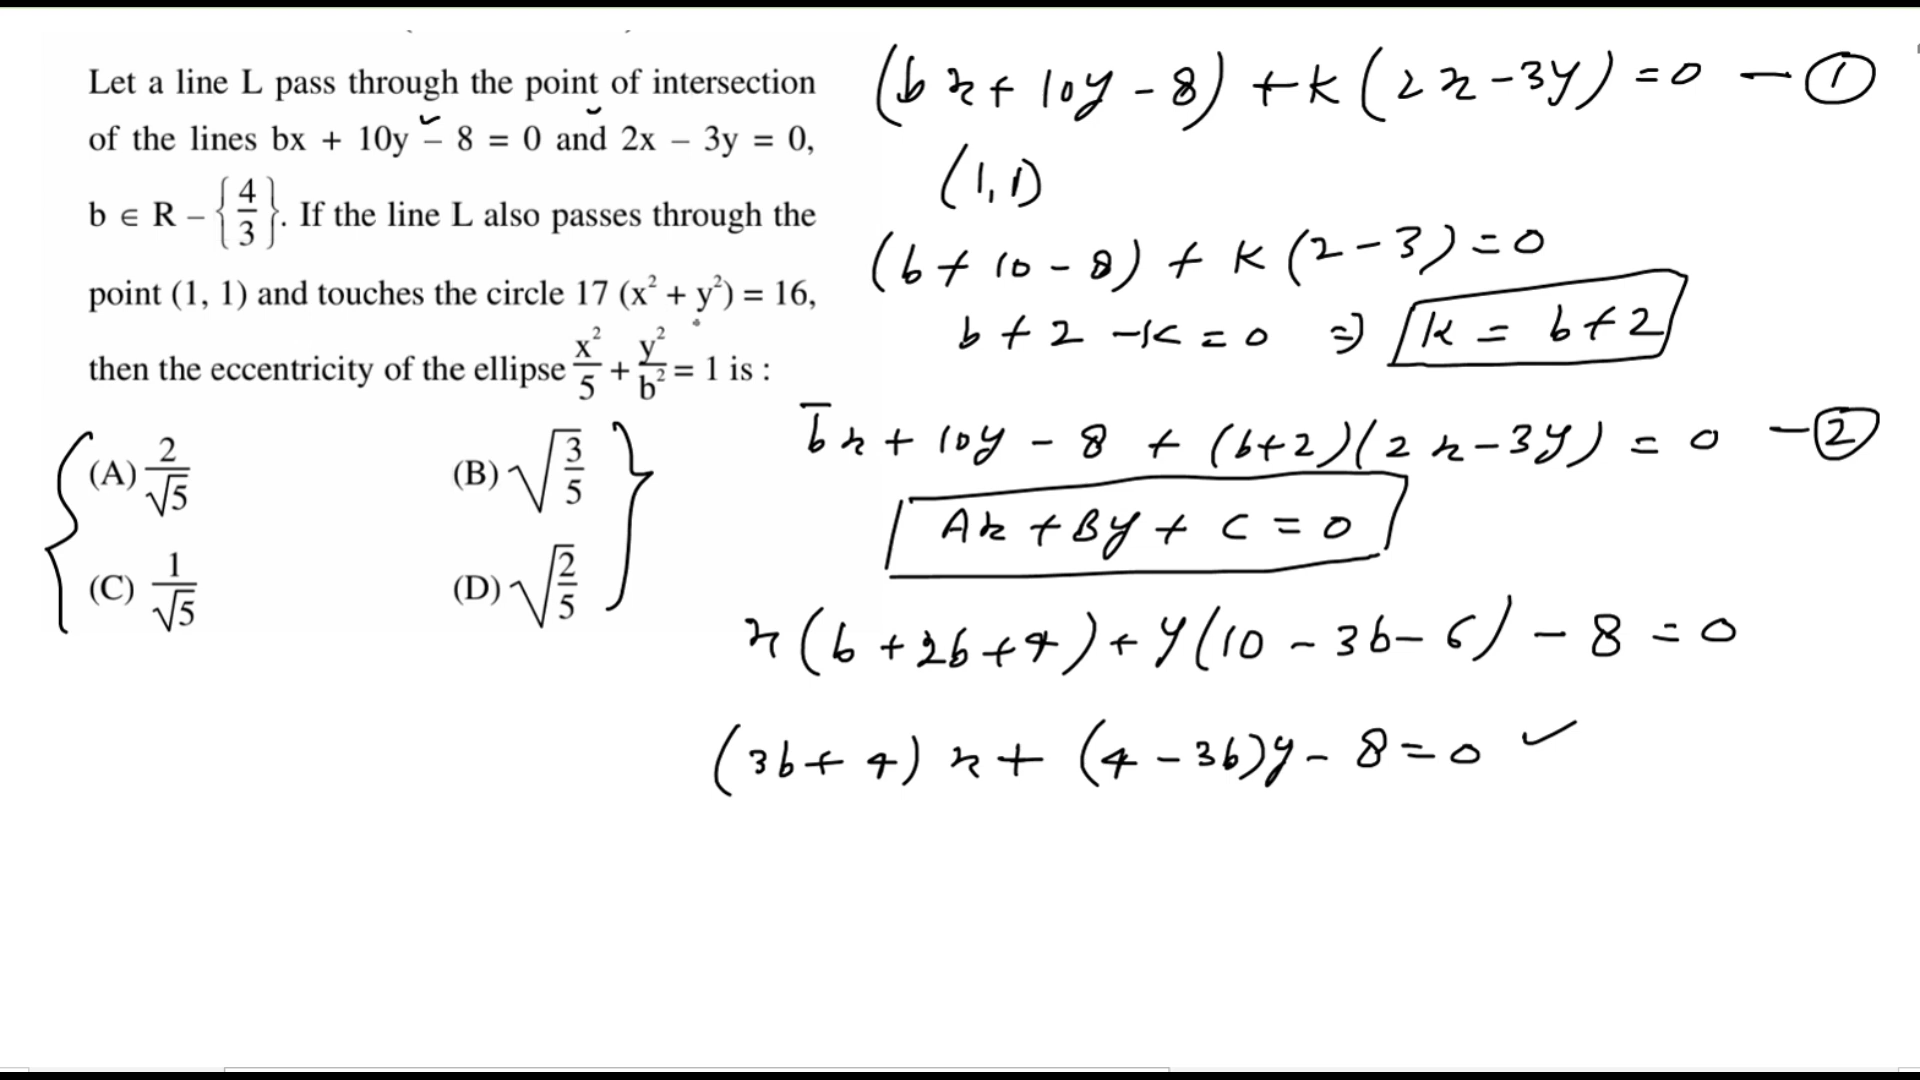 Let a line L pass through the point of intersection
of the lines bx + 10y – 8 = 0 and 2x – 3y = 0,
b ∈ R – {4/3}. If the line L also passes through the
point (1, 1) and touches the circle 17 (x² + y²) = 16,
then the eccentricity of the ellipse x²/5 + y²/b² = 1 is :
(A) 2/√5 (B) √(3/5)
(C) 1/√5 (D) √(2/5)
(bx + 10y - 8) + k(2x - 3y) = 0 — ①
(1, 1)
(b + 10 - 8) + k(2 - 3) = 0
b + 2 - k = 0 ⇒ k = b + 2
bx + 10y - 8 + (b+2)(2x - 3y) = 0 — ②
Ax + By + C = 0
x(b + 2b + 4) + y(10 - 3b - 6) - 8 = 0
(3b + 4)x + (4 - 3b)y - 8 = 0 ✓